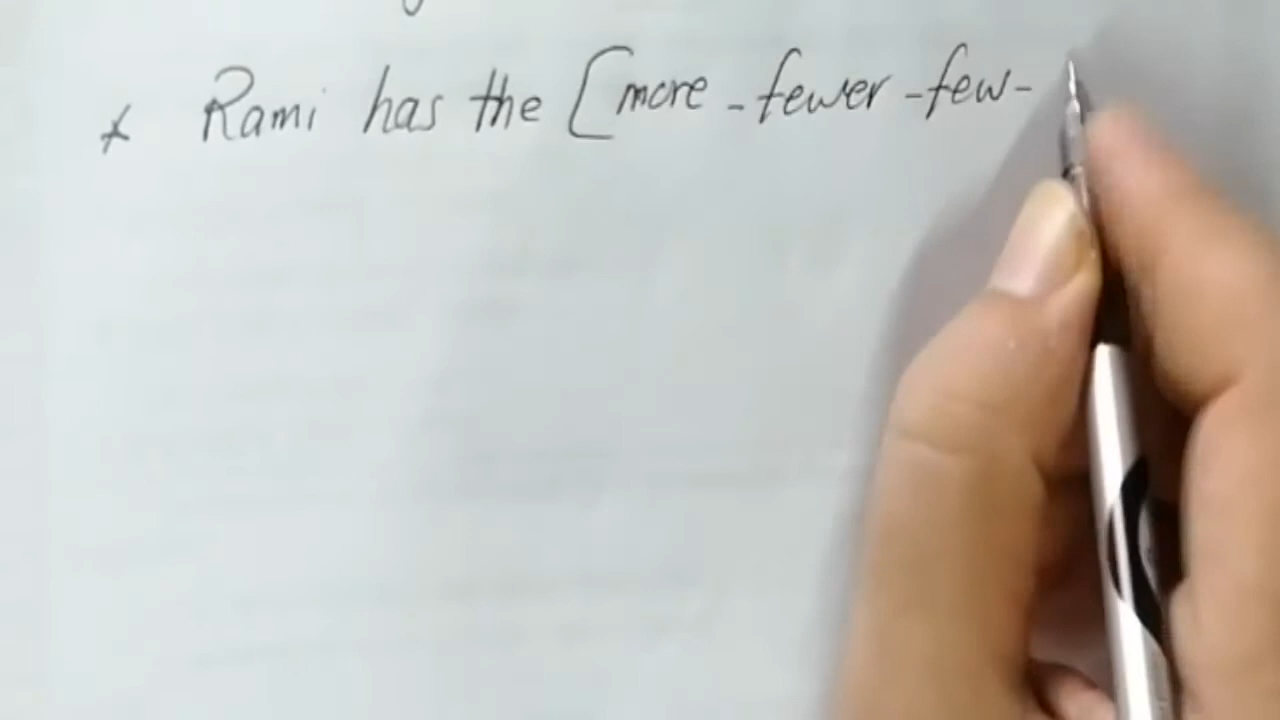 * Rami has the [more - fewer - few -